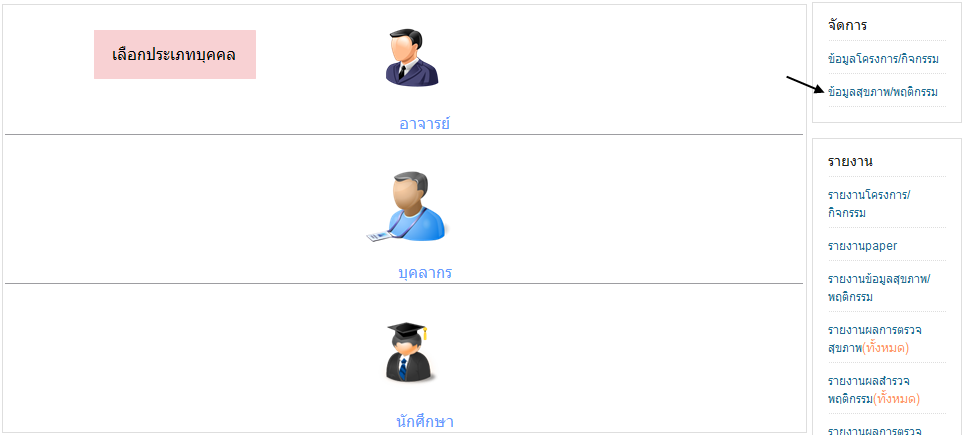 เลือกประเภทบุคคล
อาจารย์
บุคลากร
นักศึกษา
จัดการ
ข้อมูลโครงการ/กิจกรรม
ข้อมูลสุขภาพ/พฤติกรรม
รายงาน
รายงานโครงการ/
กิจกรรม
รายงานpaper
รายงานข้อมูลสุขภาพ/
พฤติกรรม
รายงานผลการตรวจ
สุขภาพ(ทั้งหมด)
รายงานผลสำรวจ
พฤติกรรม(ทั้งหมด)
รายงานผลการตรวจ